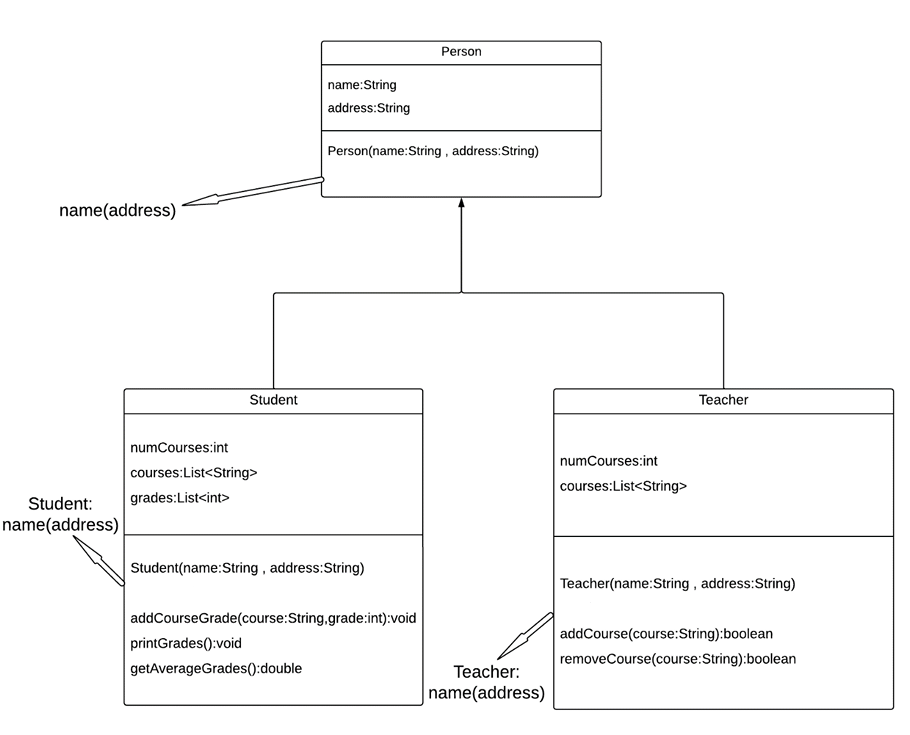 Person
name:String
address:String
Person(name:String , address:String)
name(address)
Student
numCourses:int
courses:List<String>
grades:List<int>
Student:
name(address)
Student(name:String , address:String)
addCourseGrade(course:String,grade:int):void
printGrades():void
getAverageGrades():double
Teacher
numCourses:int
courses:List<String>
Teacher(name:String , address:String)
addCourse(course:String):boolean
removeCourse(course:String):boolean
Teacher:
name(address)